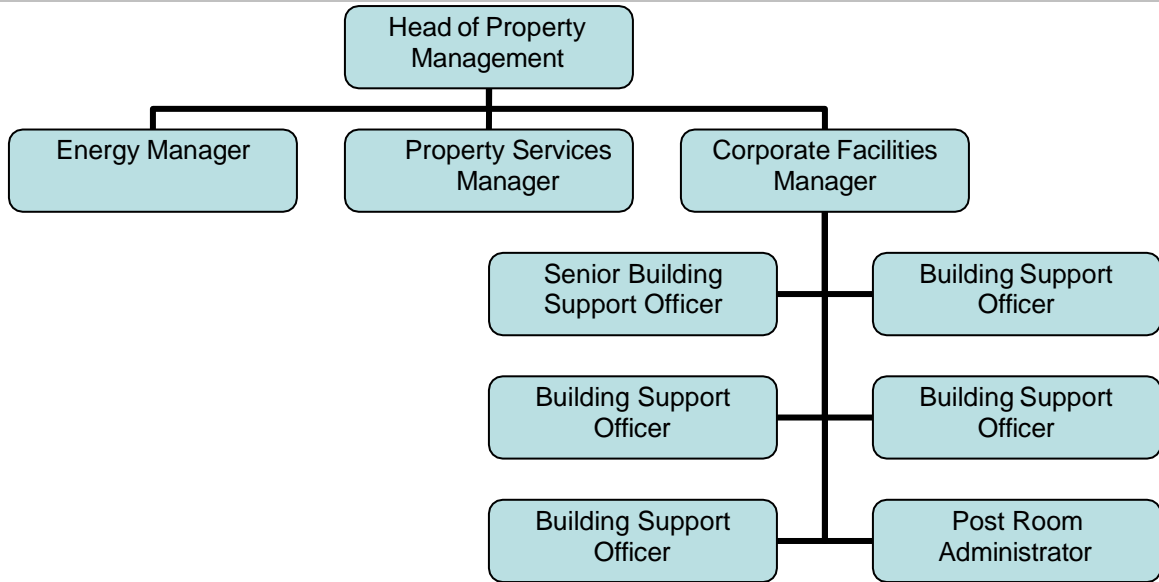 Head of Property
Management
Energy Manager
Property Services
Manager
Corporate Facilities
Manager
Senior Building
Support Officer
Building Support
Officer
Building Support
Officer
Building Support
Officer
Building Support
Officer
Post Room
Administrator